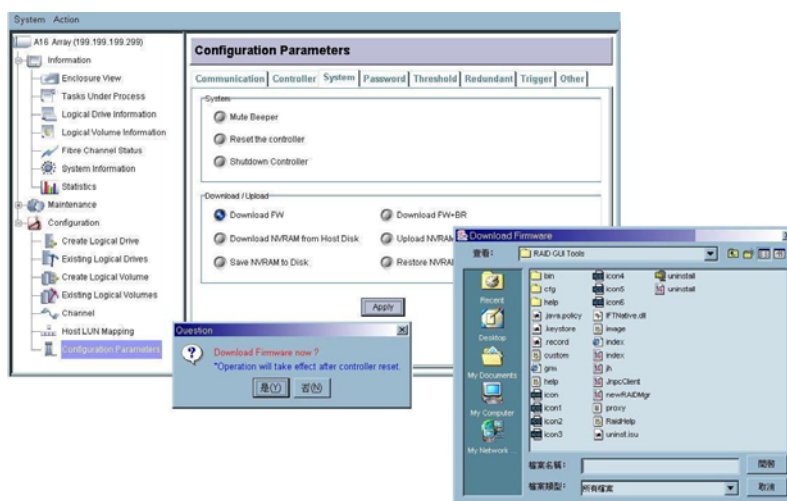 System Action
A16 Array (199.199.199.299)
Information
Enclosure View
Tasks Under Process
Logical Drive Information
Logical Volume Information
Fibre Channel Status
System Information
Statistics
Maintenance
Configuration
Create Logical Drive
Existing Logical Drives
Create Logical Volume
Existing Logical Volumes
Channel
Host LUN Mapping
Configuration Parameters
Configuration Parameters
Communication Controller System Password Threshold Redundant Trigger Other
System
Mute Beeper
Reset the controller
Shutdown Controller
Download / Upload
Download FW Download FW+BR
Download NVRAM from Host Disk Upload NVRAM
Save NVRAM to Disk Restore NVRA
Apply
Question
Download Firmware now ?
*Operation will take effect after controller reset.
是(Y) 否(N)
Download Firmware
查看: RAID GUI Tools
Recent
Desktop
My Documents
My Computer
My Network ...
bin
cfg
help
java.policy
.keystore
.record
custom
grm
help
icon
icon1
icon2
icon3
icon4
icon5
icon6
IFTNative.dll
image
index
index
jh
JnpcClient
newRAIDMgr
proxy
RaidHelp
uninst.isu
uninstall
uninstall
檔案名稱: 開啟
檔案類型: 所有檔案 取消